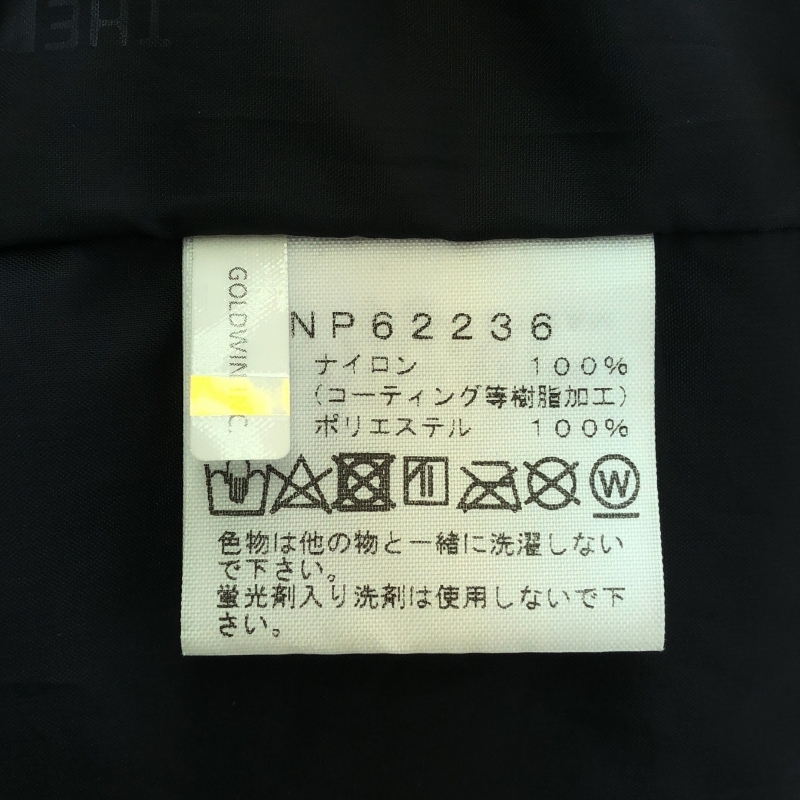 THE
GOLDWIN INC.
NP62236
ナイロン 100%
(コーティング等樹脂加工)
ポリエステル 100%
W
色物は他の物と一緒に洗濯しない
で下さい。
蛍光剤入り洗剤は使用しないで下
さい。